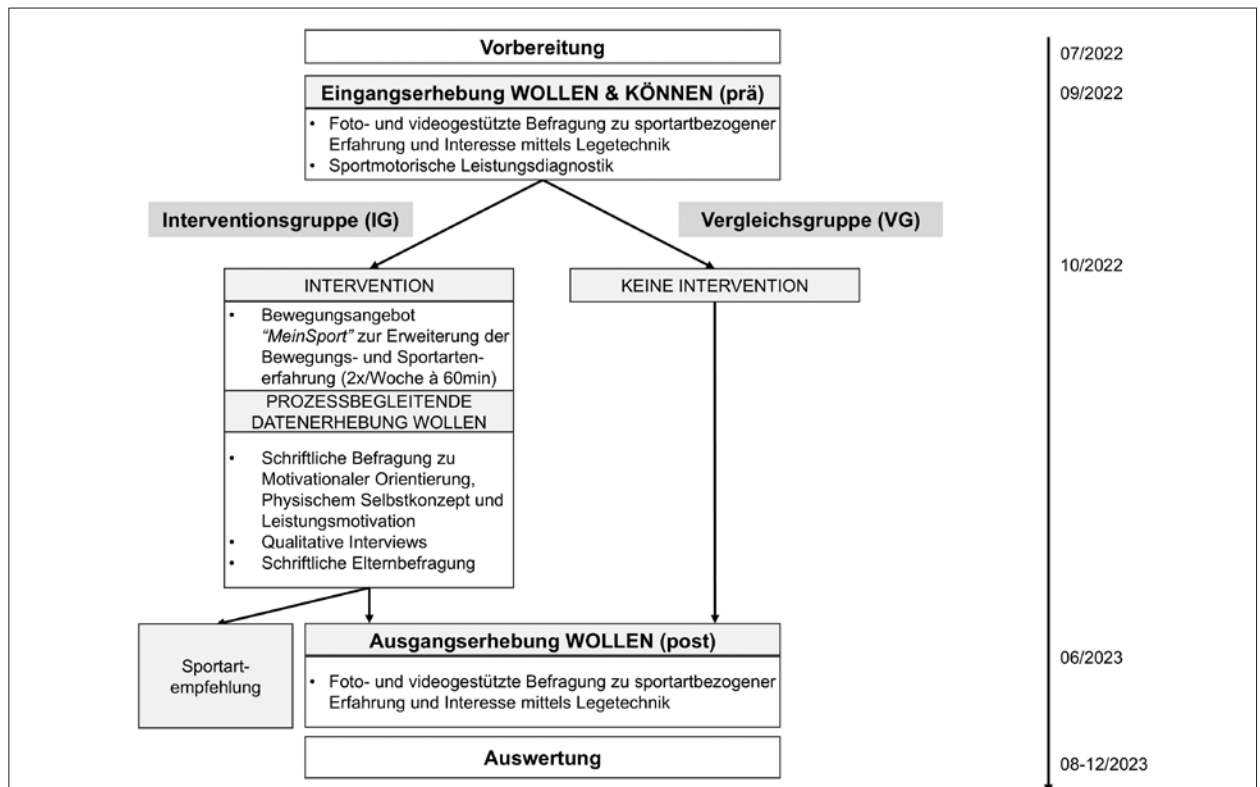 Vorbereitung
07/2022
Eingangserhebung WOLLEN & KÖNNEN (prä)
09/2022
• Foto- und videogestützte Befragung zu sportartbezogener
Erfahrung und Interesse mittels Legetechnik
• Sportmotorische Leistungsdiagnostik
Interventionsgruppe (IG)
Vergleichsgruppe (VG)
10/2022
INTERVENTION
KEINE INTERVENTION
• Bewegungsangebot
"MeinSport" zur Erweiterung der
Bewegungs- und Sportarten-
erfahrung (2x/Woche à 60min)
PROZESSBEGLEITENDE
DATENERHEBUNG WOLLEN
• Schriftliche Befragung zu
Motivationaler Orientierung,
Physischem Selbstkonzept und
Leistungsmotivation
• Qualitative Interviews
• Schriftliche Elternbefragung
Sportart-
empfehlung
Ausgangserhebung WOLLEN (post)
06/2023
• Foto- und videogestützte Befragung zu sportartbezogener
Erfahrung und Interesse mittels Legetechnik
Auswertung
08-12/2023